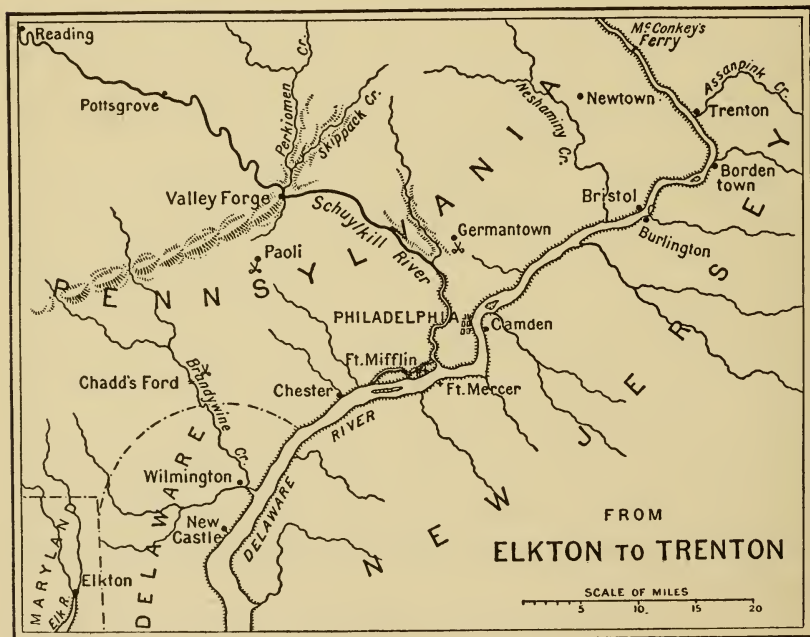 Reading
McConkey's
Ferry
Assanpink Cr.
Perkiomen Cr.
Skippack Cr.
Neshaminy Cr.
Newtown
Trenton
Pottsgrove
Borden
town
Valley Forge
Schuylkill
River
Bristol
Burlington
Germantown
Paoli
PENNSYLVANIA
PHILADELPHIA
Camden
Ft. Mifflin
Chadd's Ford
Brandywine
Cr.
Chester
Ft. Mercer
RIVER
DELAWARE
NEW JERSEY
Wilmington
DELAWARE
New
Castle
MARYLAND
Elkton
Elk R.
FROM
ELKTON TO TRENTON
SCALE OF MILES
5 10 15 20